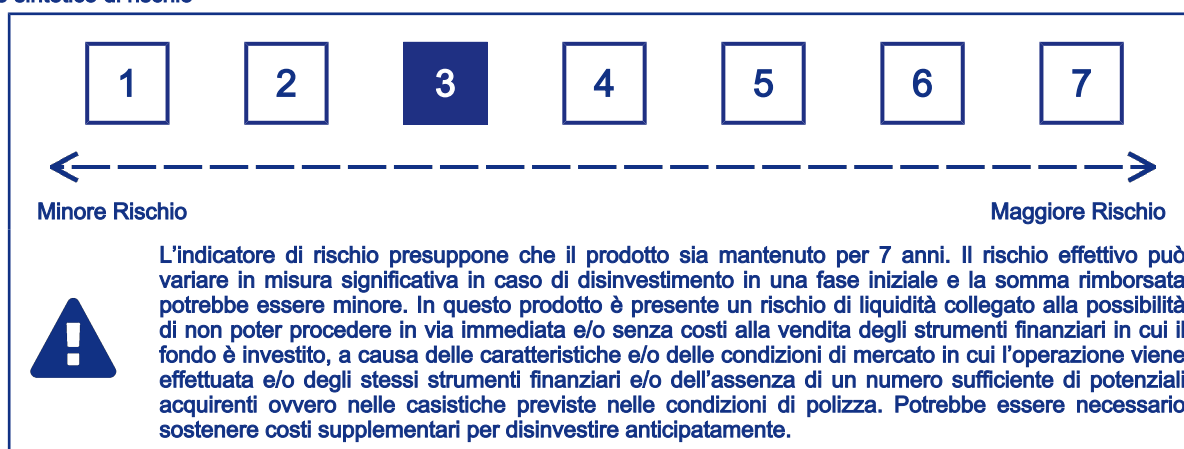 sintetico di rischio
1 2 3 4 5 6 7
Minore Rischio Maggiore Rischio
L'indicatore di rischio presuppone che il prodotto sia mantenuto per 7 anni. Il rischio effettivo può
variare in misura significativa in caso di disinvestimento in una fase iniziale e la somma rimborsata
potrebbe essere minore. In questo prodotto è presente un rischio di liquidità collegato alla possibilità
di non poter procedere in via immediata e/o senza costi alla vendita degli strumenti finanziari in cui il
fondo è investito, a causa delle caratteristiche e/o delle condizioni di mercato in cui l'operazione viene
effettuata e/o degli stessi strumenti finanziari e/o dell'assenza di un numero sufficiente di potenziali
acquirenti ovvero nelle casistiche previste nelle condizioni di polizza. Potrebbe essere necessario
sostenere costi supplementari per disinvestire anticipatamente.